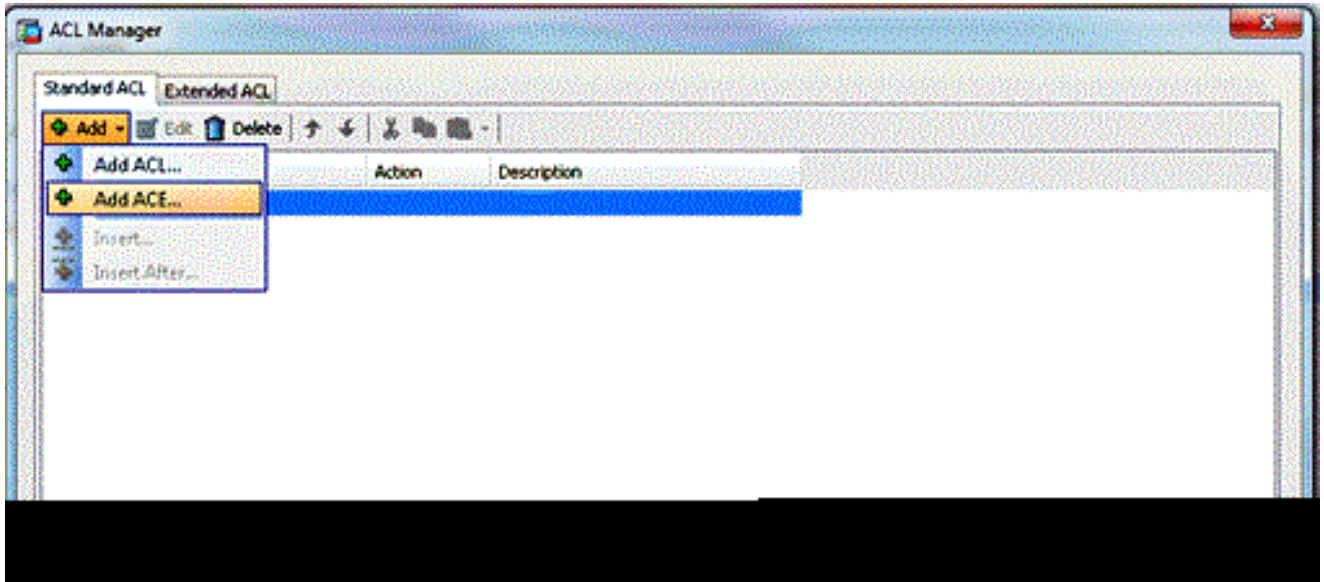 ACL Manager
Standard ACL Extended ACL
Add Edit Delete
Add ACL...
Action Description
Add ACE...
Insert...
Insert After...